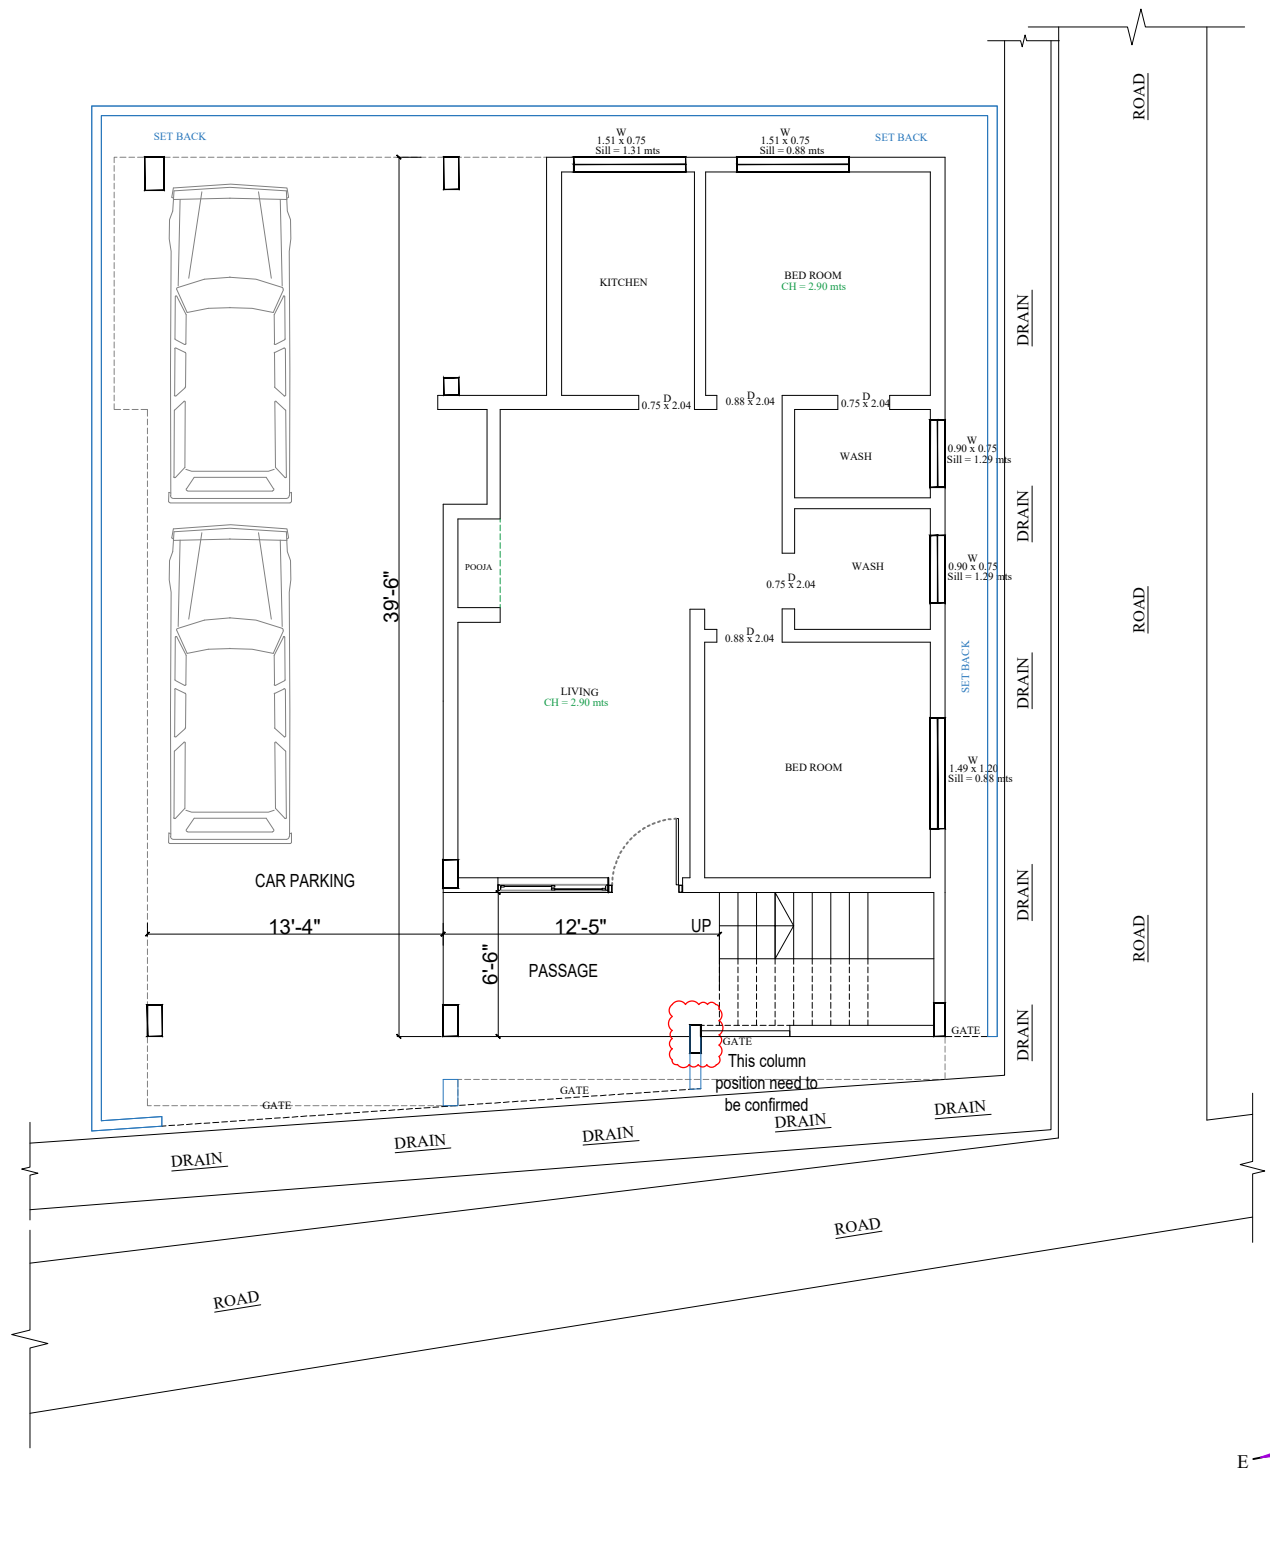 ROAD
SET BACK
SET BACK
W
1.51 x 0.75
Sill = 1.31 mts
W
1.51 x 0.75
Sill = 0.88 mts
KITCHEN
BED ROOM
CH = 2.90 mts
DRAIN
D
0.75 x 2.04
D
0.88 x 2.04
D
0.75 x 2.04
WASH
W
0.90 x 0.75
Sill = 1.29 mts
DRAIN
POOJA
WASH
W
0.90 x 0.75
Sill = 1.29 mts
D
0.75 x 2.04
39'-6"
ROAD
D
0.88 x 2.04
SET BACK
DRAIN
LIVING
CH = 2.90 mts
BED ROOM
W
1.49 x 1.20
Sill = 0.88 mts
CAR PARKING
DRAIN
13'-4"
12'-5"
UP
ROAD
6'-6"
PASSAGE
GATE
DRAIN
GATE
This column
position need to
be confirmed
GATE
GATE
DRAIN
DRAIN
DRAIN
DRAIN
DRAIN
ROAD
ROAD
E